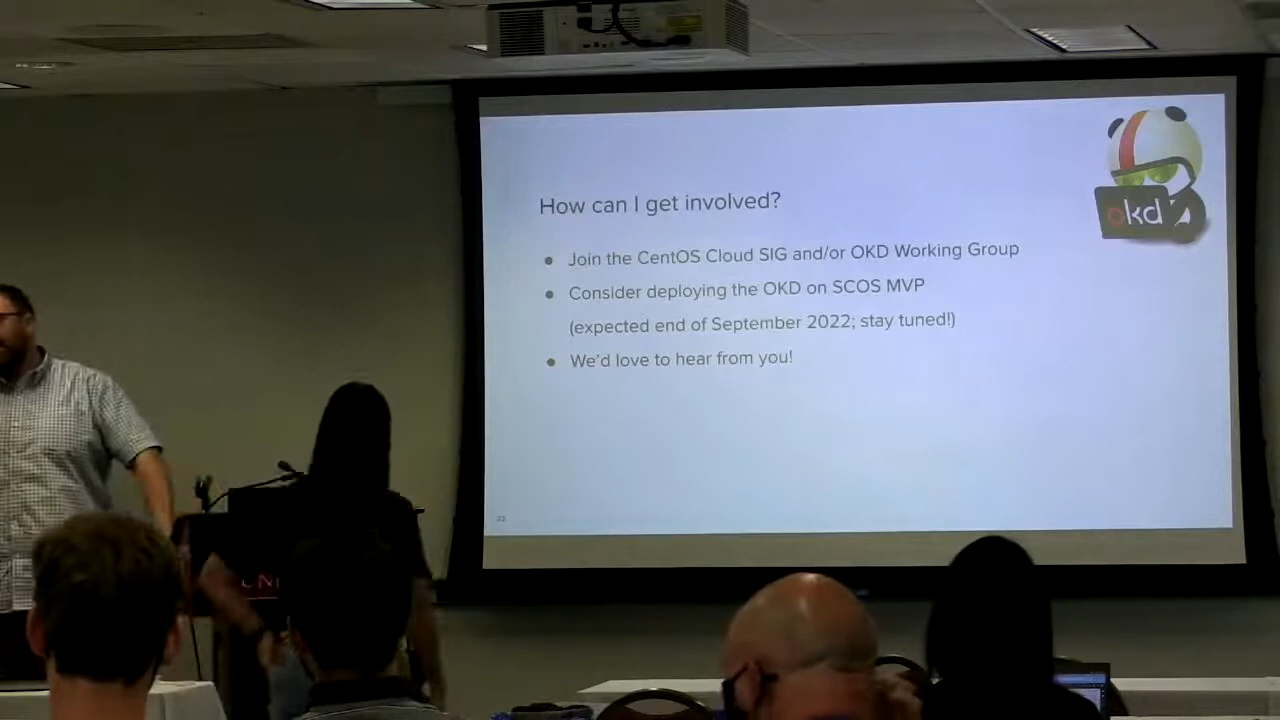 okd
How can I get involved?
● Join the CentOS Cloud SIG and/or OKD Working Group
● Consider deploying the OKD on SCOS MVP
(expected end of September 2022; stay tuned!)
● We'd love to hear from you!